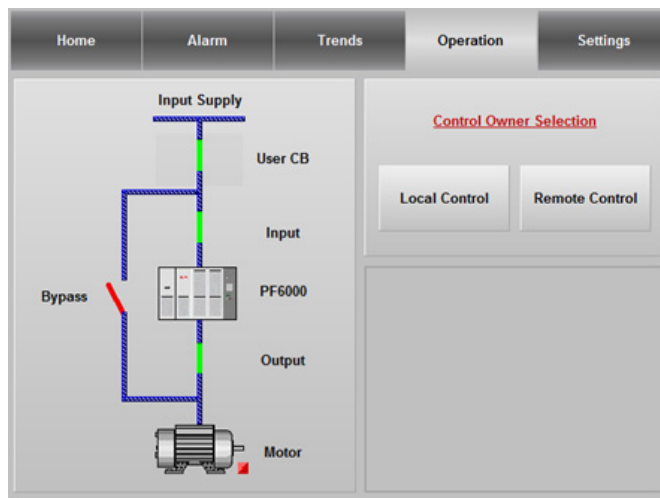 Home Alarm Trends Operation Settings
Input Supply
User CB
Input
Bypass
PF6000
Output
Motor
Control Owner Selection
Local Control Remote Control